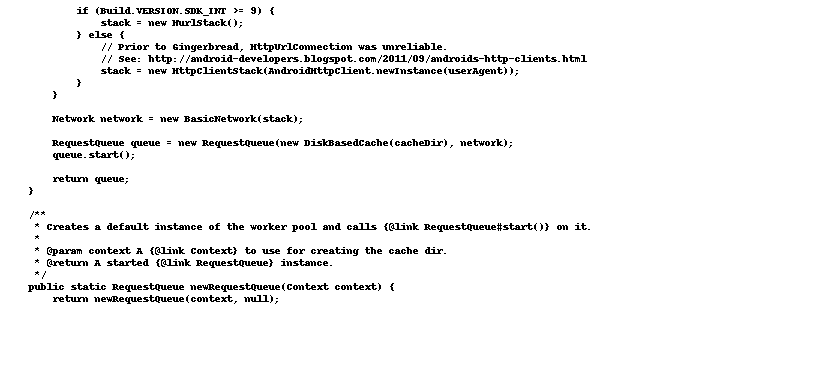 if (Build.VERSION.SDK_INT >= 9) {
stack = new HurlStack();
} else {
// Prior to Gingerbread, HttpUrlConnection was unreliable.
// See: http://android-developers.blogspot.com/2011/09/androids-http-clients.html
stack = new HttpClientStack(AndroidHttpClient.newInstance(userAgent));
}
}
Network network = new BasicNetwork(stack);
RequestQueue queue = new RequestQueue(new DiskBasedCache(cacheDir), network);
queue.start();
return queue;
}
/**
* Creates a default instance of the worker pool and calls {@link RequestQueue#start()} on it.
*
* @param context A {@link Context} to use for creating the cache dir.
* @return A started {@link RequestQueue} instance.
*/
public static RequestQueue newRequestQueue(Context context) {
return newRequestQueue(context, null);